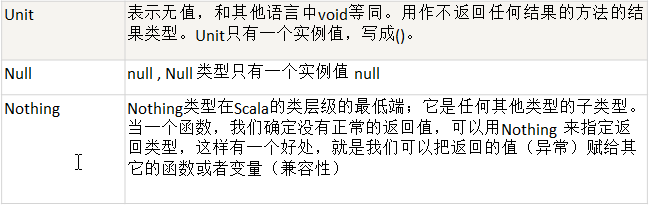 Unit
表示无值，和其他语言中void等同。用作不返回任何结果的方法的结
果类型。Unit只有一个实例值，写成()。
Null
null , Null 类型只有一个实例值 null
Nothing
Nothing类型在Scala的类层级的最低端；它是任何其他类型的子类型。
当一个函数，我们确定没有正常的返回值，可以用Nothing 来指定返
回类型，这样有一个好处，就是我们可以把返回的值（异常）赋给其
它的函数或者变量（兼容性）